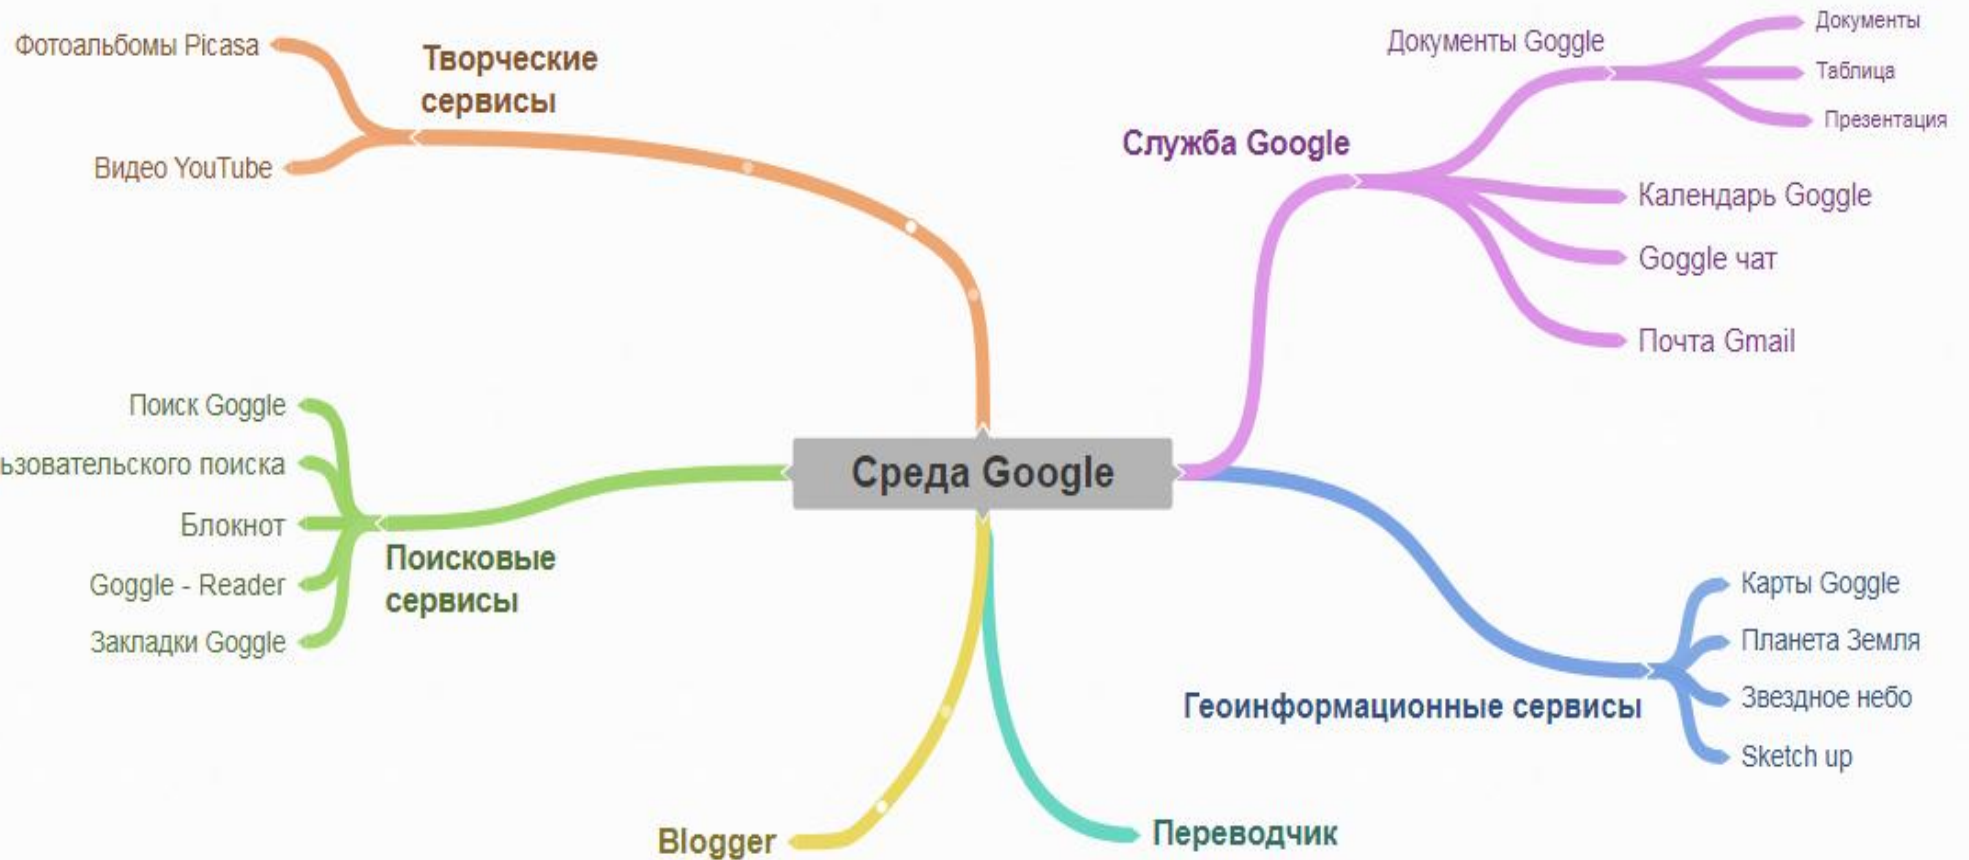 Фотоальбомы Picasa
Творческие
сервисы
Видео YouTube
Документы Goggle
Документы
Таблица
Презентация
Служба Google
Календарь Goggle
Goggle чат
Почта Gmail
Среда Google
Поиск Goggle
поиска
Блокнот
Goggle - Reader
Закладки Goggle
Поисковые
сервисы
Карты Goggle
Планета Земля
Звездное небо
Sketch up
Геоинформационные сервисы
Blogger
Переводчик